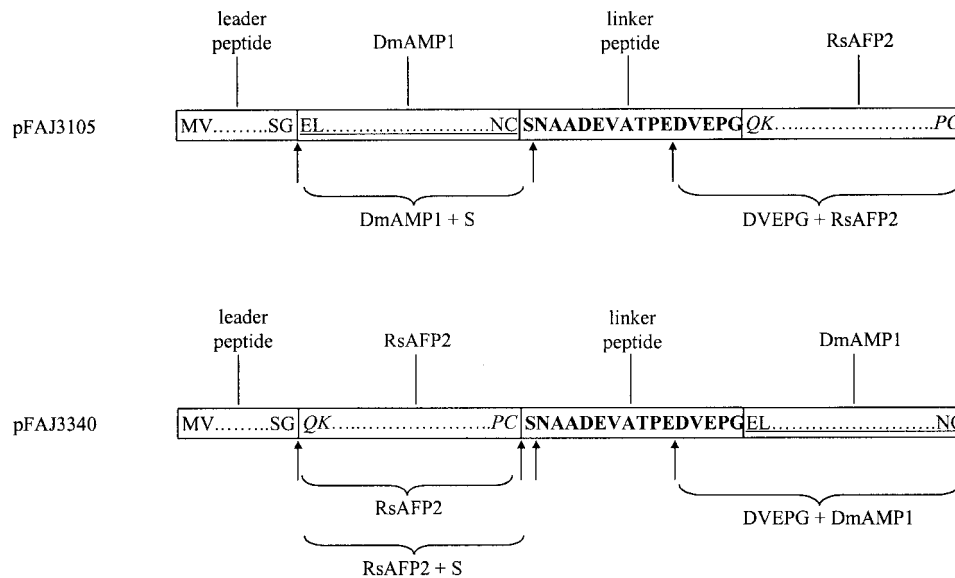 leader
peptide
DmAMP1
linker
peptide
RsAFP2
pFAJ3105
MV........SG EL..........................NC SNAADEVATPEDVEPG QK..........................PC
DmAMP1 + S
DVEPG + RsAFP2
leader
peptide
RsAFP2
linker
peptide
DmAMP1
pFAJ3340
MV........SG QK..........................PC SNAADEVATPEDVEPG EL..........................NC
RsAFP2
DVEPG + DmAMP1
RsAFP2 + S